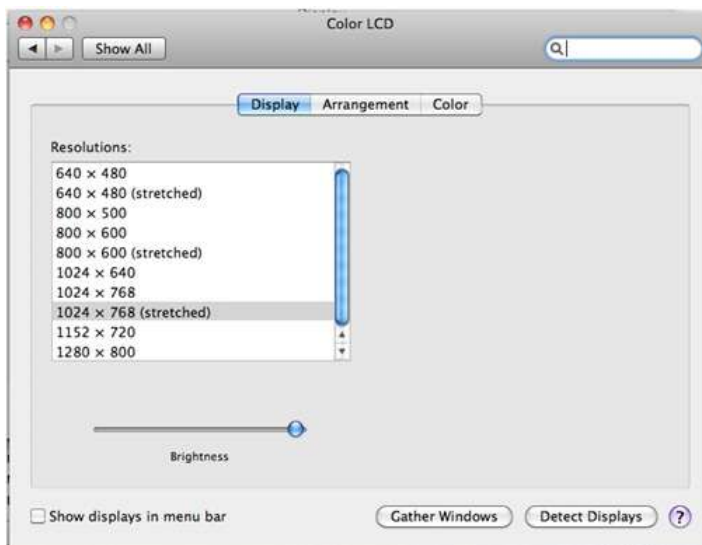 Color LCD
Show All
Display Arrangement Color
Resolutions:
640 × 480
640 × 480 (stretched)
800 × 500
800 × 600
800 × 600 (stretched)
1024 × 640
1024 × 768
1024 × 768 (stretched)
1152 × 720
1280 × 800
Brightness
Show displays in menu bar Gather Windows Detect Displays ?